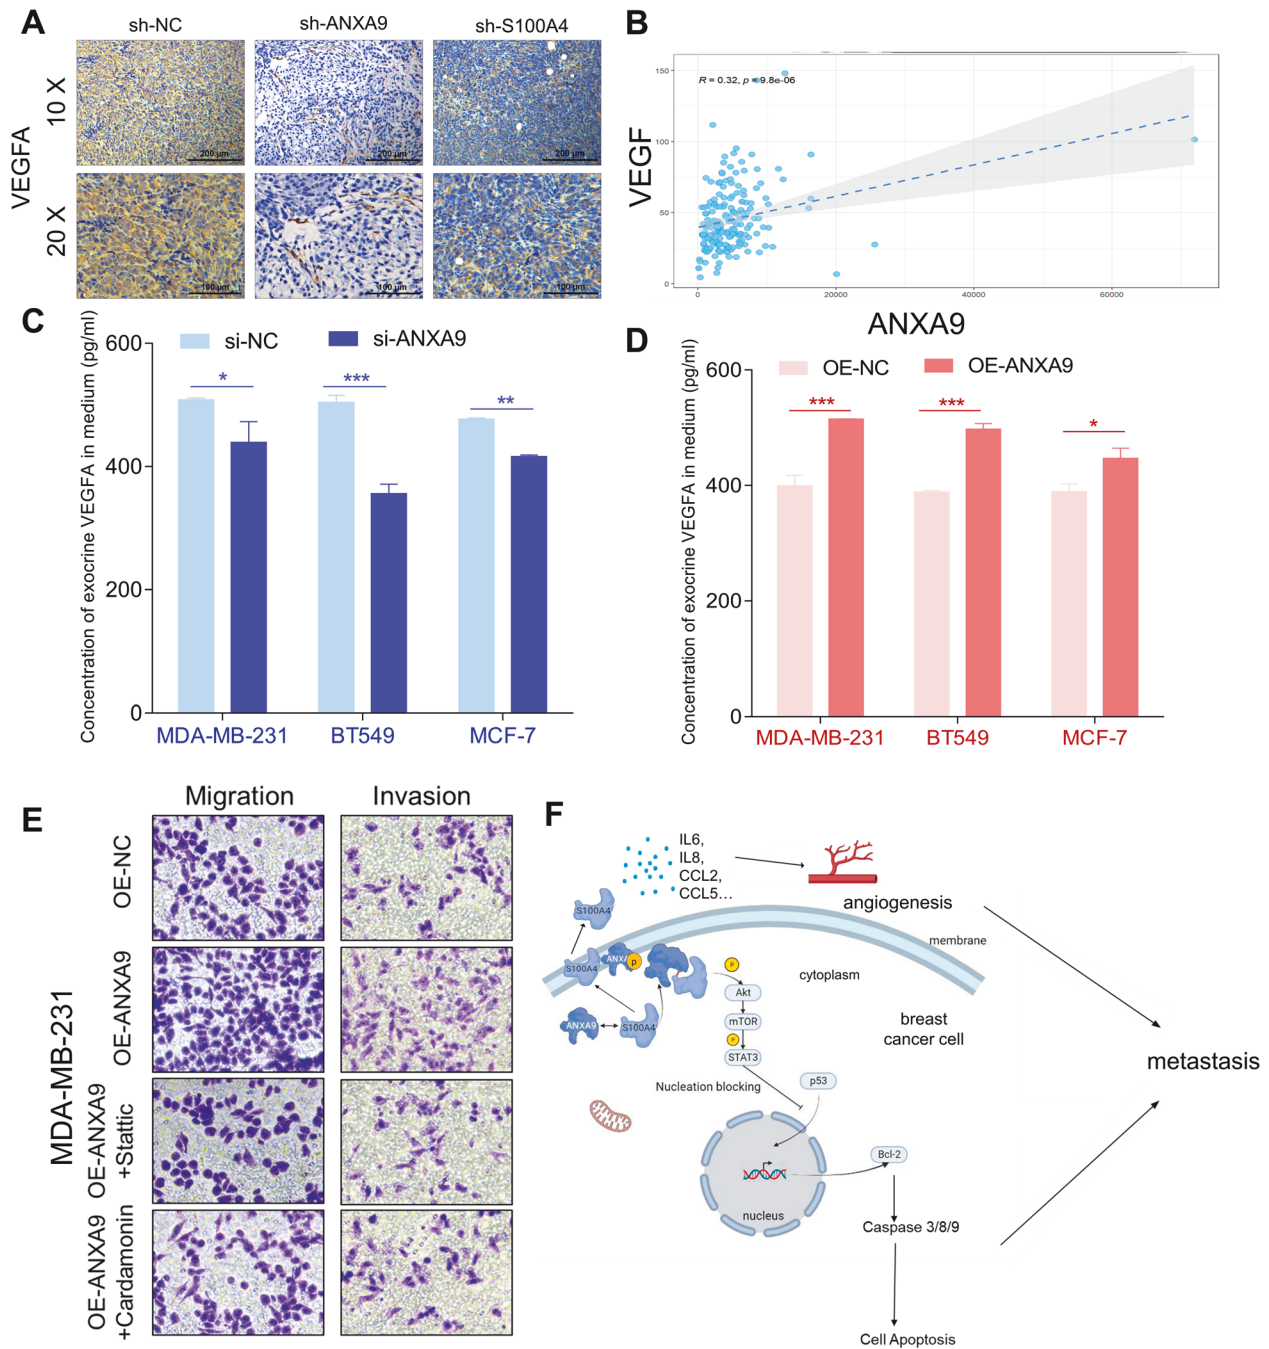 A
sh-NC
sh-ANXA9
sh-S100A4
VEGFA
10 X
200 μm
200 μm
200 μm
20 X
100 μm
100 μm
100 μm
B
R = 0.32, p = 9.8e-06
VEGF
150
100
50
0
0
20000
40000
60000
ANXA9
C
si-NC
si-ANXA9
Concentration of exocrine VEGFA in medium (pg/ml)
600
400
200
0
*
***
**
MDA-MB-231
BT549
MCF-7
D
OE-NC
OE-ANXA9
Concentration of exocrine VEGFA in medium (pg/ml)
600
400
200
0
***
***
*
MDA-MB-231
BT549
MCF-7
E
Migration
Invasion
MDA-MB-231
OE-NC
OE-ANXA9
OE-ANXA9
+Stattic
OE-ANXA9
+Cardamonin
F
IL6,
IL8,
CCL2,
CCL5...
angiogenesis
S100A4
membrane
S100A4
ANXA
p
P
cytoplasm
Akt
ANXA9
S100A4
mTOR
P
STAT3
breast
cancer cell
metastasis
Nucleation blocking
p53
Bcl-2
nucleus
Caspase 3/8/9
Cell Apoptosis